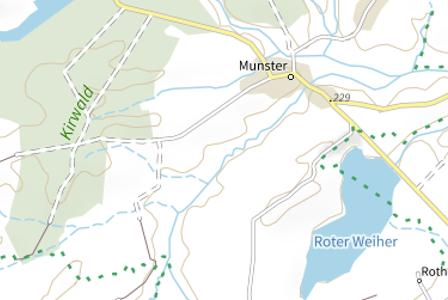 Munster
.229
Kirwald
Roter Weiher
Roth